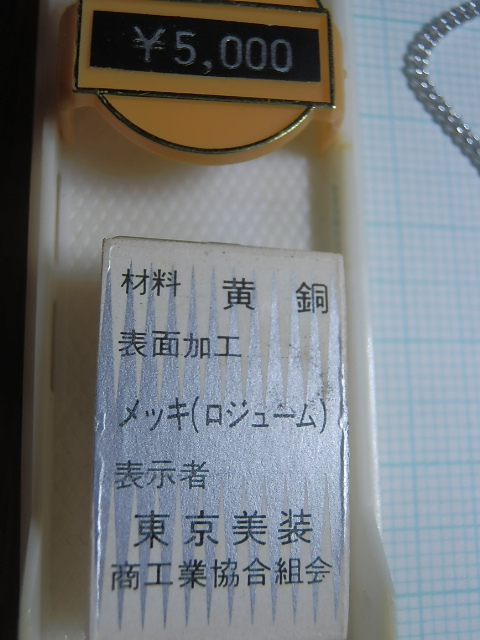 ￥5,000
材料 黄 銅
表面加工
メッキ(ロジューム)
表示者
東京美装
商工業協合組会